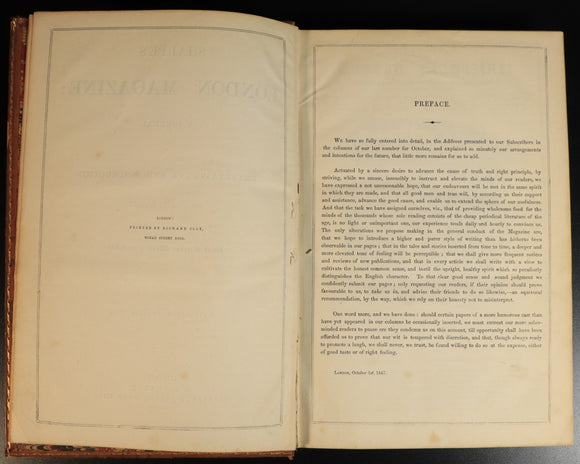 LONDON:
PRINTED BY RICHARD CLAY,
BREAD STREET HILL.
PREFACE.
We have so fully entered into detail, in the Address presented to our Subscribers in
the columns of our last number for October, and explained so minutely our arrangements
and intentions for the future, that little more remains for us to add.
Actuated by a sincere desire to advance the cause of truth and right principle, by
striving, while we amuse, insensibly to instruct and elevate the minds of our readers, we
have expressed a not unreasonable hope, that our endeavours will be met in the same spirit
in which they are made, and that all good men and true will, by according us their support
and assistance, advance the good cause, and enable us to extend the sphere of our usefulness.
And that the task we have assigned ourselves, viz., that of providing wholesome food for the
minds of the thousands whose sole reading consists of the cheap periodical literature of the
age, is no light or unimportant one, our experience tends daily and hourly to convince us.
The only alterations we propose making in the general conduct of the Magazine are,
that we hope to introduce a higher and purer style of writing than has hitherto been
observable in our pages; that in the tales and stories inserted from time to time, a deeper and
more elevated tone of feeling will be perceptible; that we shall give more frequent notices
and reviews of new publications, and that in every article we shall write with a view to
cultivate the honest common sense, and instil the upright, healthy spirit which so peculiarly
distinguishes the English character. To that clear good sense and sound judgment we
confidently submit our pages; only requesting our readers, if their opinion should prove
favourable to us, to take us in, and advise their friends to do so likewise,—an equivocal
recommendation, by the way, which we rely on their honesty not to misinterpret.
One word more, and we have done: should certain papers of a more humorous cast than
have yet appeared in our columns be occasionally inserted, we must entreat our more sober-
minded readers to pause ere they condemn us on this account, till opportunity shall have been
afforded us to prove that our wit is tempered with discretion, and that, though always ready
to promote a laugh, we shall never, we trust, be found willing to do so at the expense, either
of good taste or of right feeling.
London, October 1st, 1847.